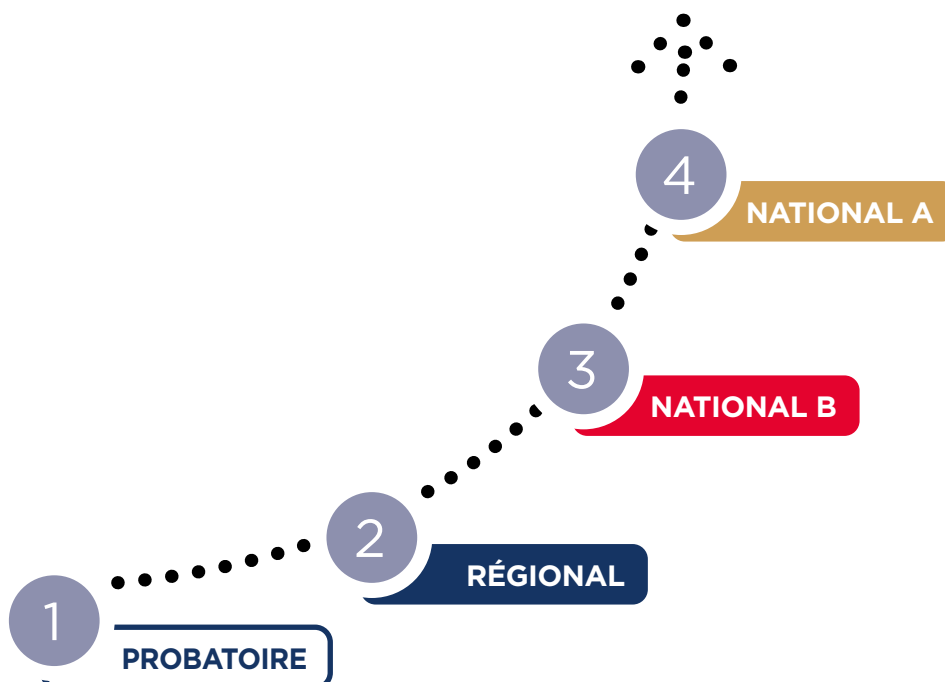 4
NATIONAL A
3
NATIONAL B
2
RÉGIONAL
1
PROBATOIRE